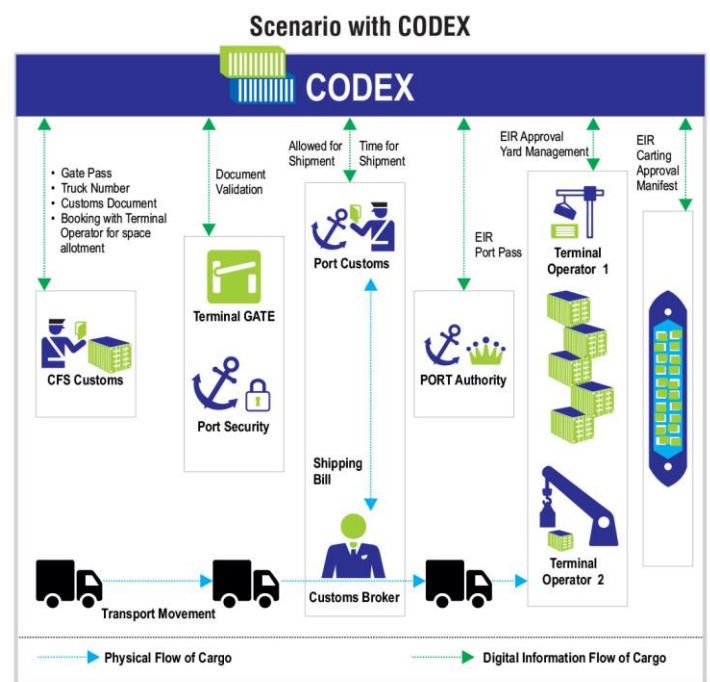 Scenario with CODEX
CODEX
• Gate Pass
• Truck Number
• Customs Document
• Booking with Terminal
Operator for space
allotment
CFS Customs
Document
Validation
Terminal GATE
Port Security
Allowed for
Shipment
Time for
Shipment
Port Customs
Shipping
Bill
Customs Broker
EIR
Port Pass
PORT Authority
EIR Approval
Yard Management
Terminal
Operator 1
Terminal
Operator 2
EIR
Carting
Approval
Manifest
Transport Movement
Physical Flow of Cargo
Digital Information Flow of Cargo